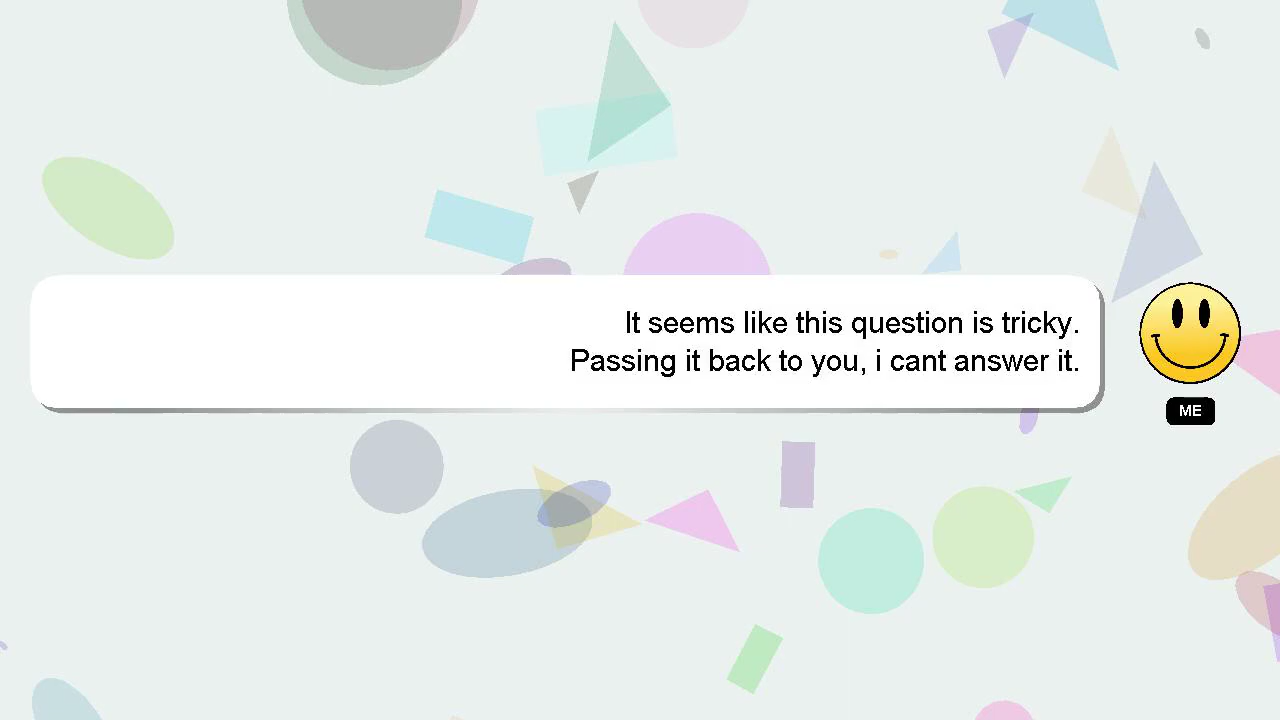 It seems like this question is tricky.
Passing it back to you, i cant answer it.
ME